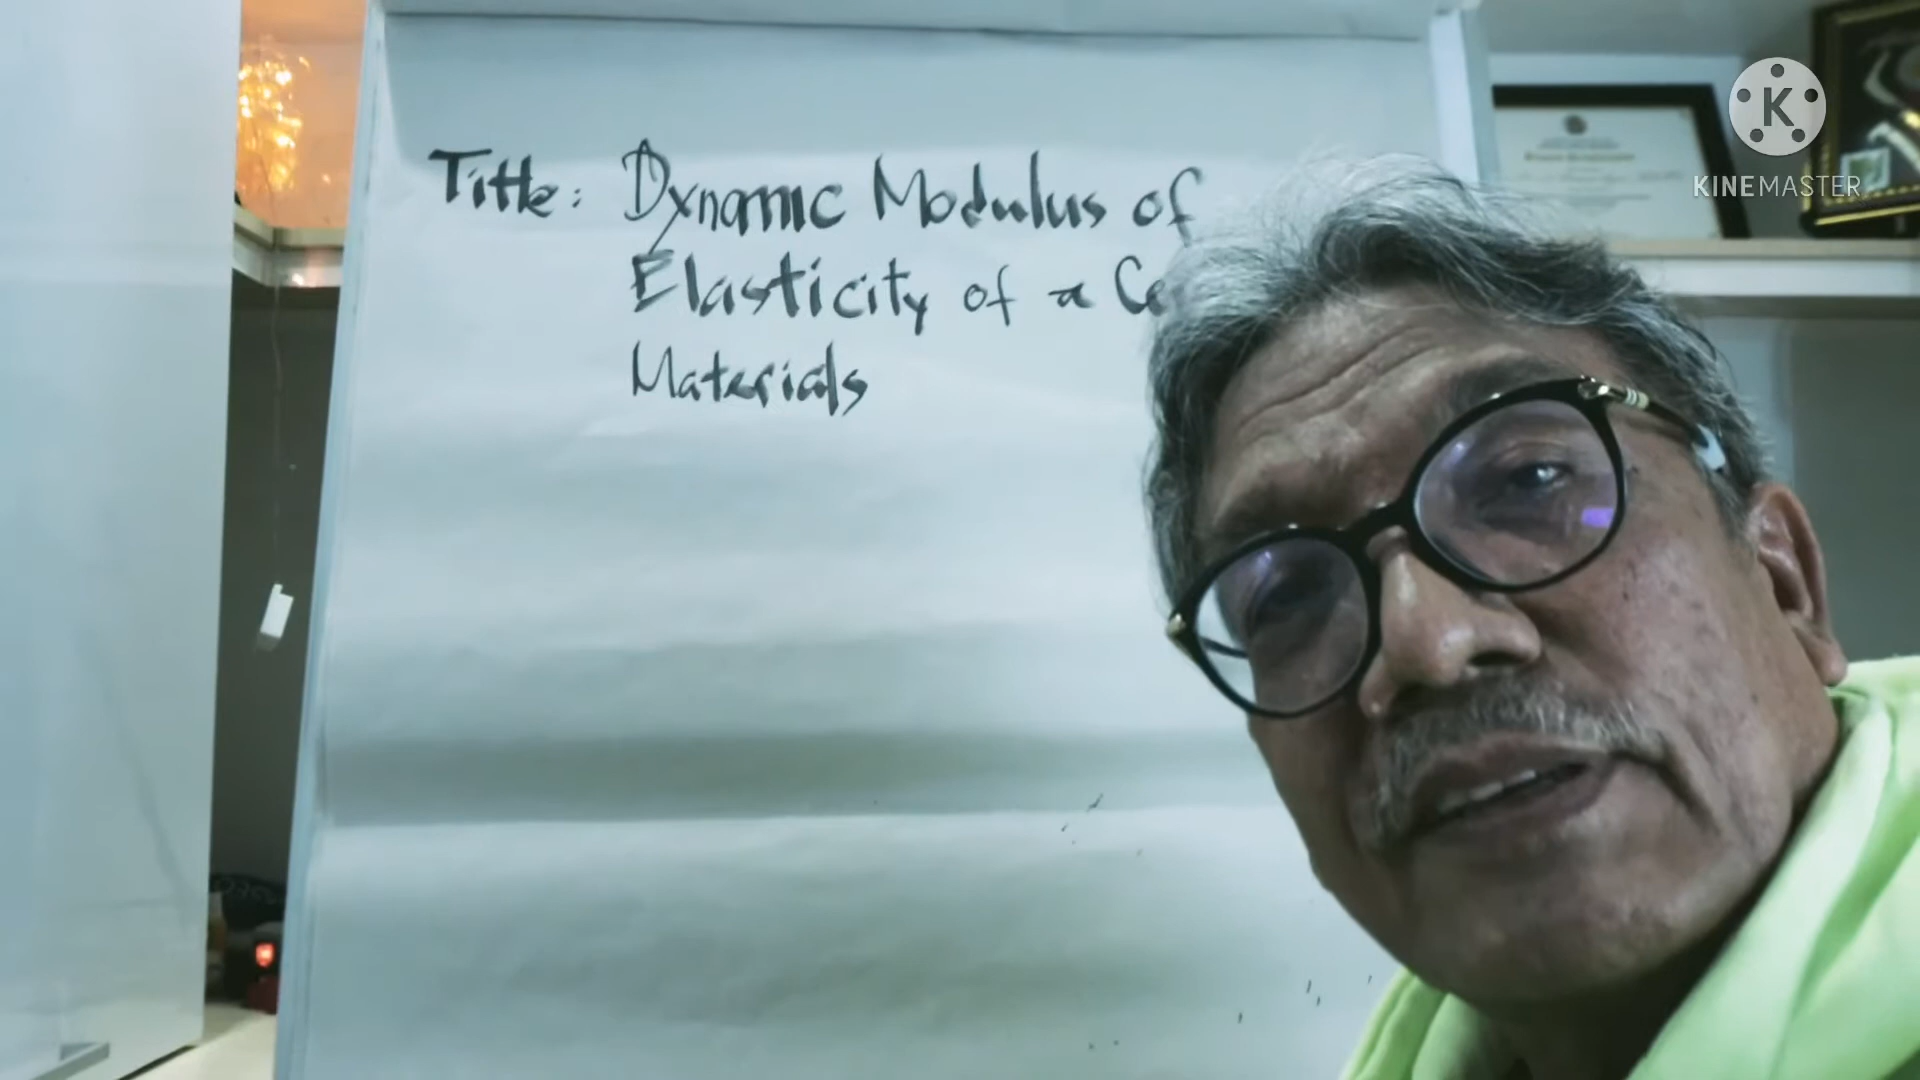 Title: Dynamic Modulus of
Elasticity of a
Materials
K
KINEMASTER